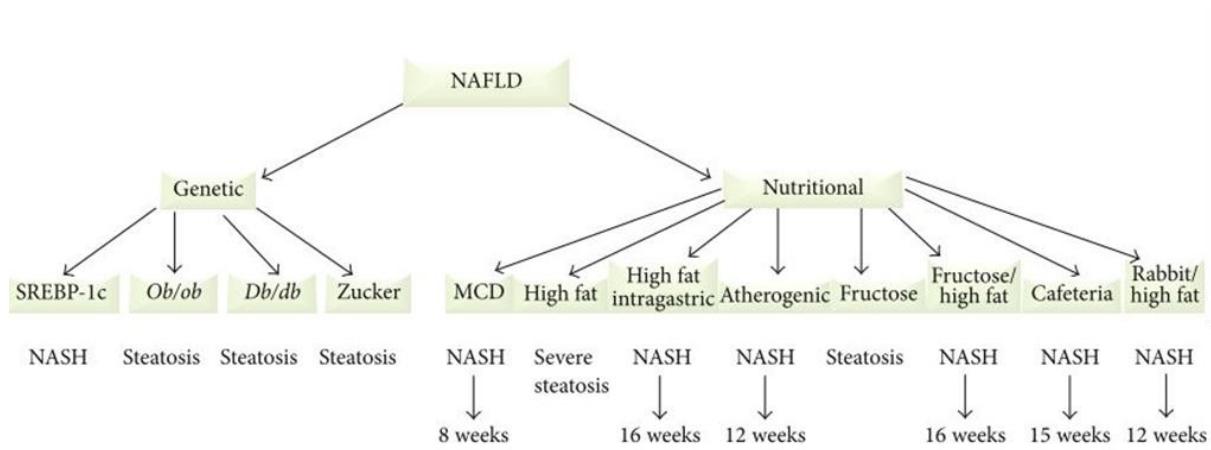 NAFLD
Genetic
Nutritional
SREBP-1c
Ob/ob
Db/db
Zucker
MCD
High fat
High fat
intragastric
Atherogenic
Fructose
Fructose/
high fat
Cafeteria
Rabbit/
high fat
NASH
Steatosis
Steatosis
Steatosis
NASH
Severe
steatosis
NASH
NASH
Steatosis
NASH
NASH
NASH
8 weeks
16 weeks
12 weeks
16 weeks
15 weeks
12 weeks